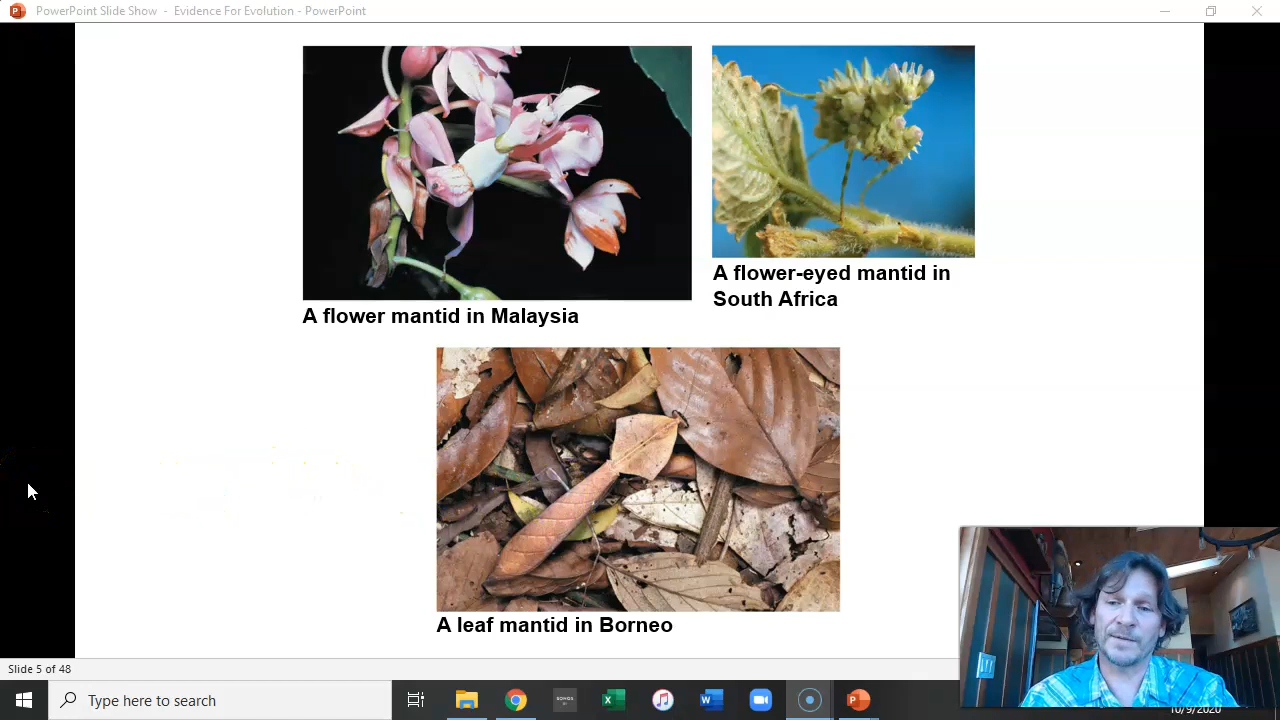 PowerPoint Slide Show - Evidence For Evolution - PowerPoint
A flower-eyed mantid in
South Africa
A flower mantid in Malaysia
A leaf mantid in Borneo
Slide 5 of 48
Type here to search
SONOS
10/9/2020